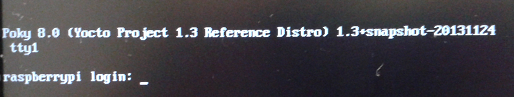 Poky 8.0 (Yocto Project 1.3 Reference Distro) 1.3+snapshot-20131124
tty1
raspberrypi login: _